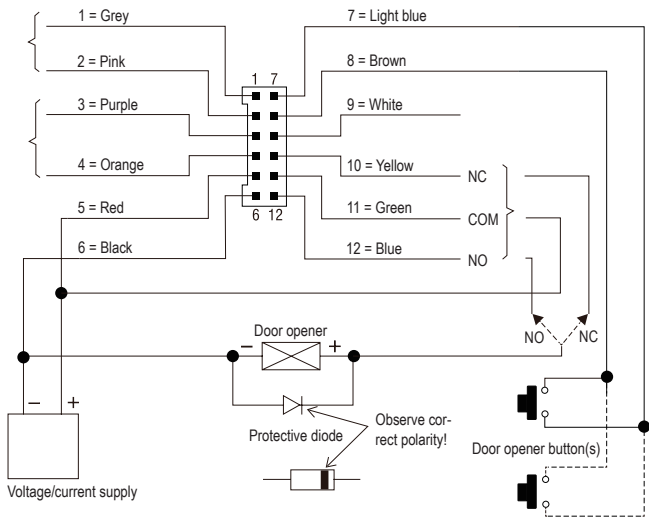 1 = Grey
2 = Pink
3 = Purple
4 = Orange
5 = Red
6 = Black
1 7
6 12
7 = Light blue
8 = Brown
9 = White
10 = Yellow
11 = Green
12 = Blue
NC
COM
NO
NO
NC
Door opener
− +
Protective diode
Observe cor-
rect polarity!
− +
Voltage/current supply
Door opener button(s)